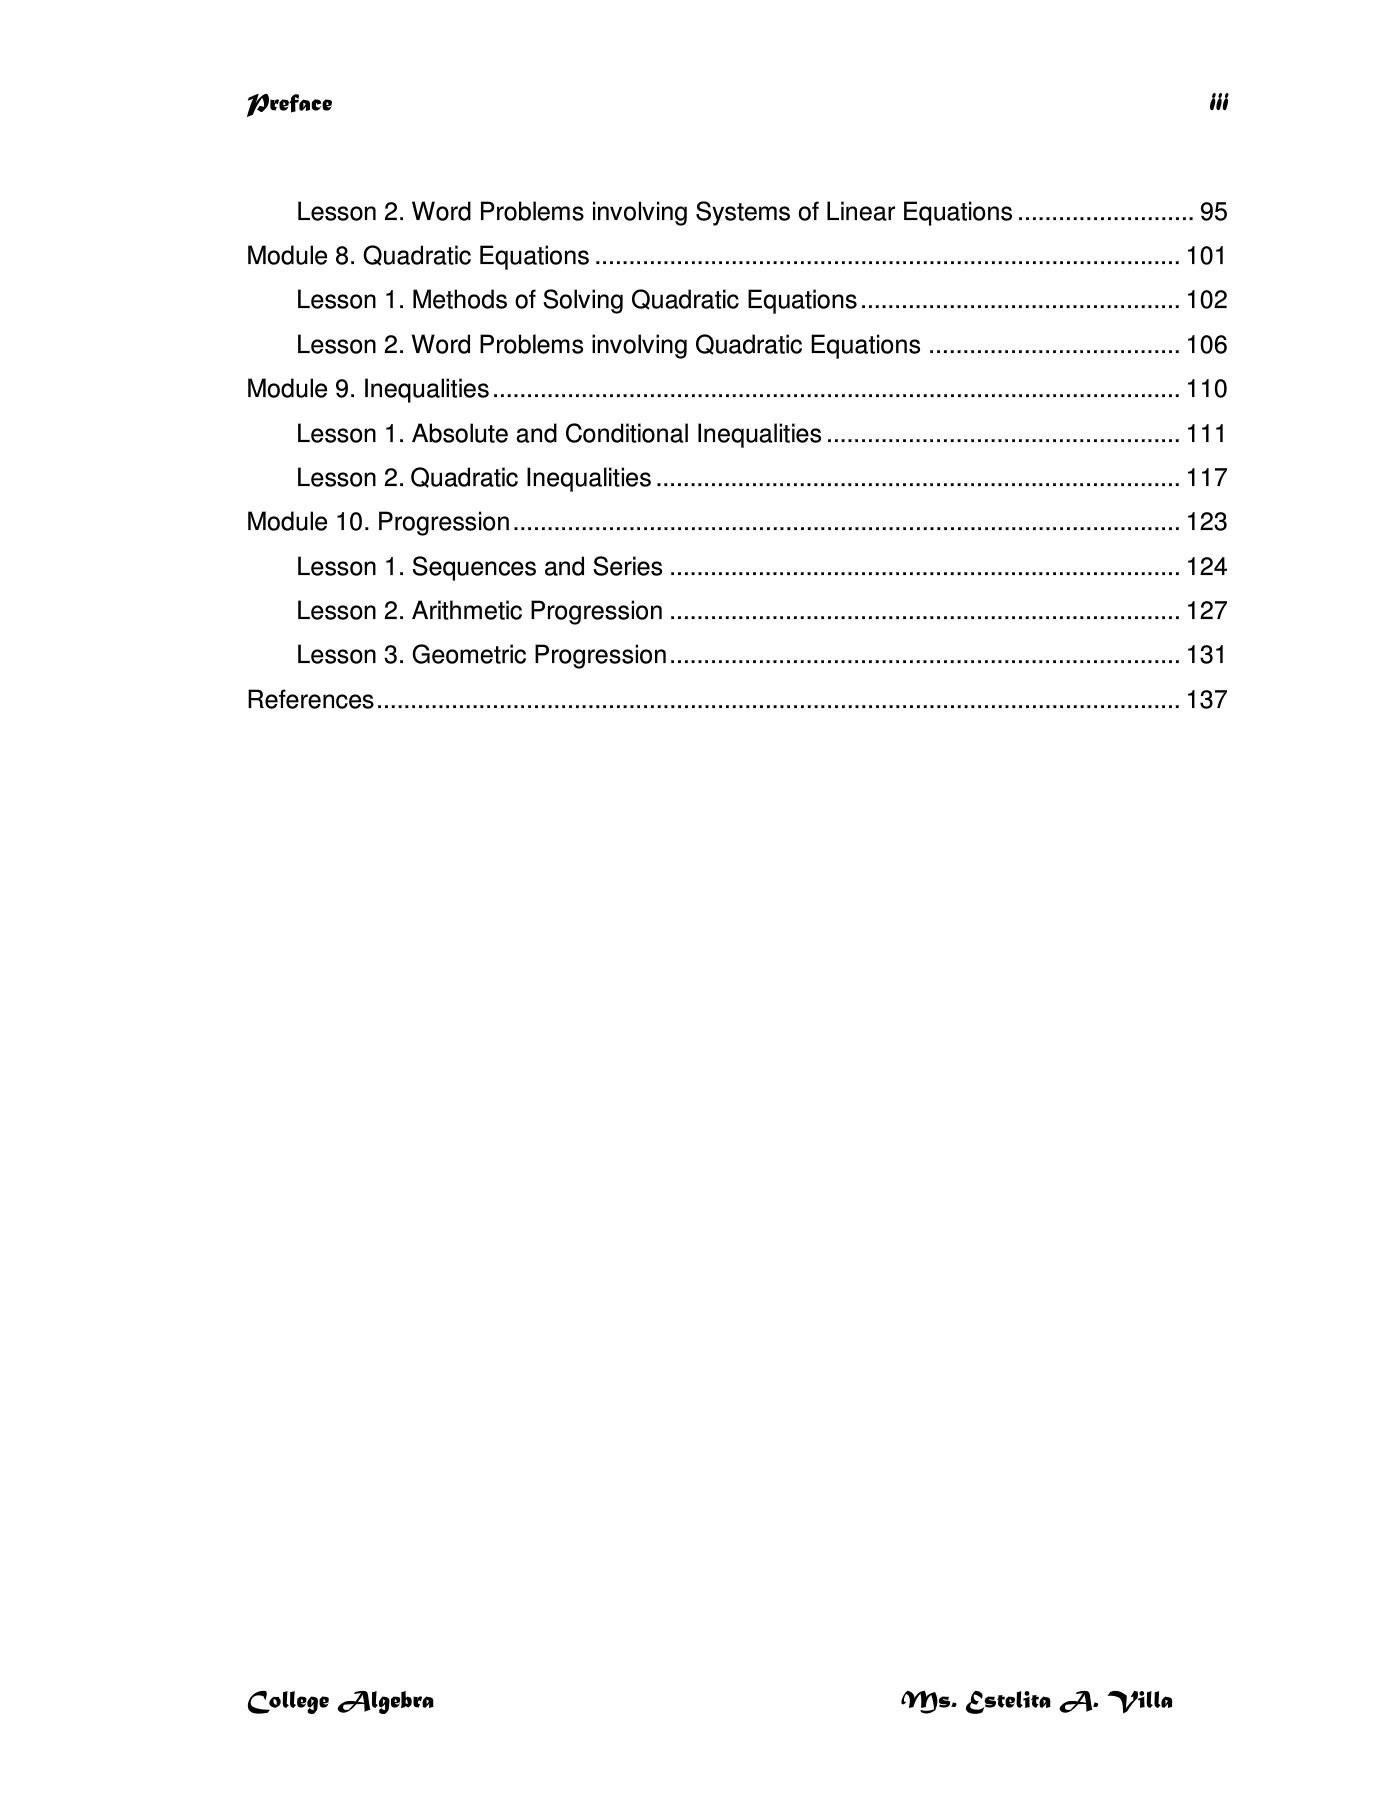 Preface iii
Lesson 2. Word Problems involving Systems of Linear Equations .......................... 95
Module 8. Quadratic Equations ...................................................................................... 101
Lesson 1. Methods of Solving Quadratic Equations............................................... 102
Lesson 2. Word Problems involving Quadratic Equations ..................................... 106
Module 9. Inequalities..................................................................................................... 110
Lesson 1. Absolute and Conditional Inequalities .................................................... 111
Lesson 2. Quadratic Inequalities ............................................................................. 117
Module 10. Progression.................................................................................................. 123
Lesson 1. Sequences and Series ........................................................................... 124
Lesson 2. Arithmetic Progression ........................................................................... 127
Lesson 3. Geometric Progression........................................................................... 131
References...................................................................................................................... 137
College Algebra Ms. Estelita A. Villa